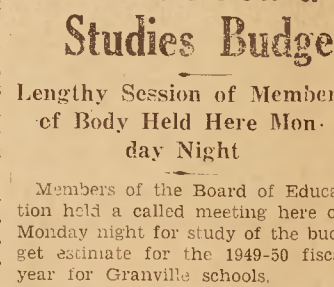 Studies Budge
Lengthy Session of Member
of Body Held Here Mon-
day Night
Members of the Board of Educa
tion held a called meeting here o
Monday night for study of the bud
get estimate for the 1949-50 fisca
year for Granville schools.